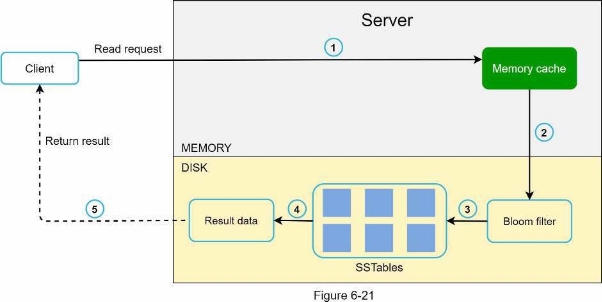 Server
Read request
1
Client
Memory cache
2
Return result
MEMORY
DISK
5
Result data
4
3
Bloom filter
SSTables
Figure 6-21